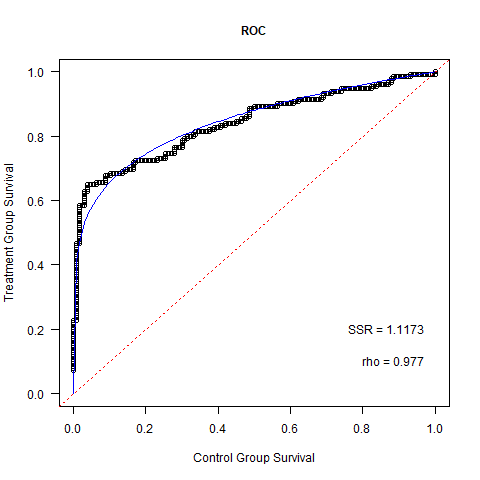 ROC
Treatment Group Survival
1.0
0.8
0.6
0.4
0.2
0.0
SSR = 1.1173
rho = 0.977
0.0 0.2 0.4 0.6 0.8 1.0
Control Group Survival